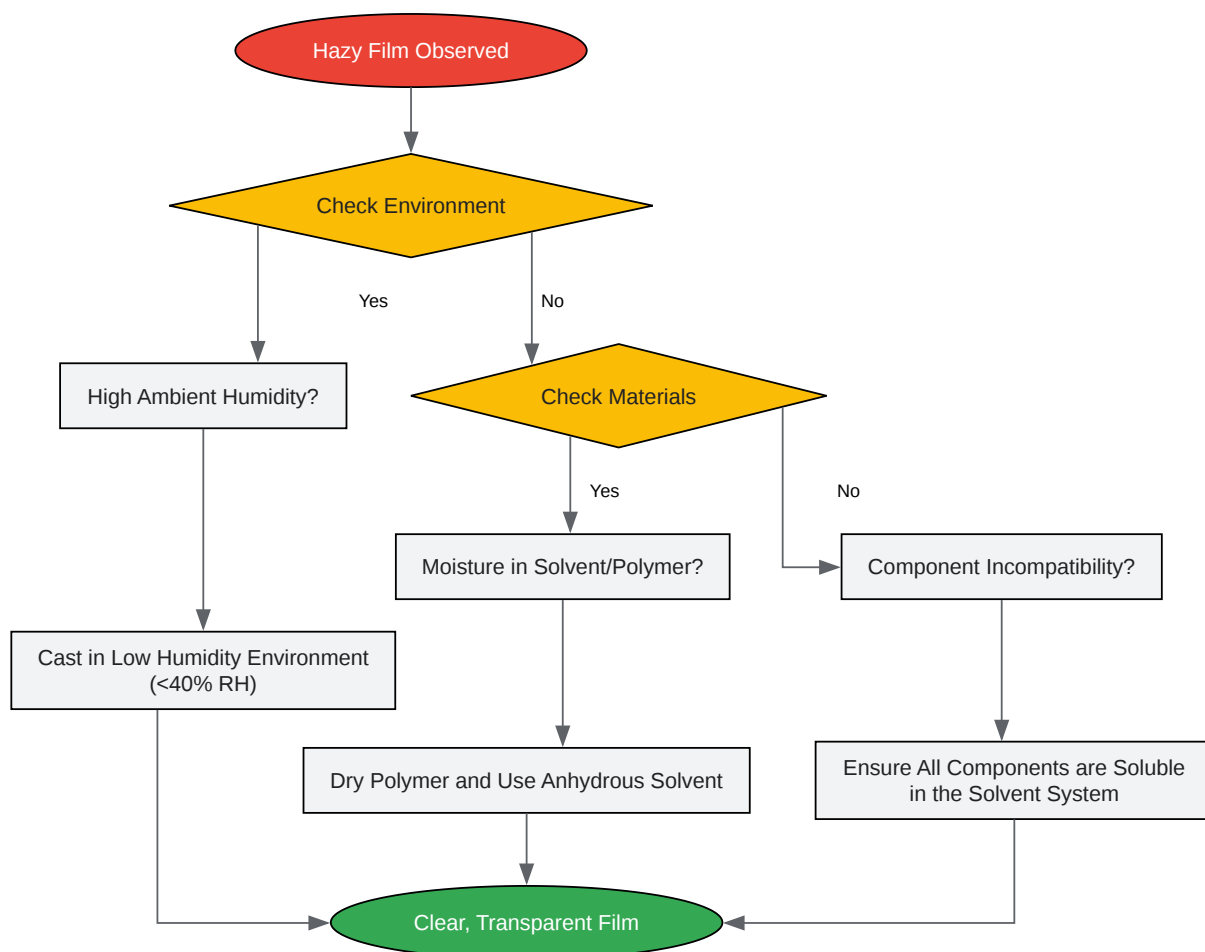 Hazy Film Observed
Check Environment
Yes
No
High Ambient Humidity?
Check Materials
Yes
No
Moisture in Solvent/Polymer?
Component Incompatibility?
Cast in Low Humidity Environment
(<40% RH)
Dry Polymer and Use Anhydrous Solvent
Ensure All Components are Soluble
in the Solvent System
Clear, Transparent Film